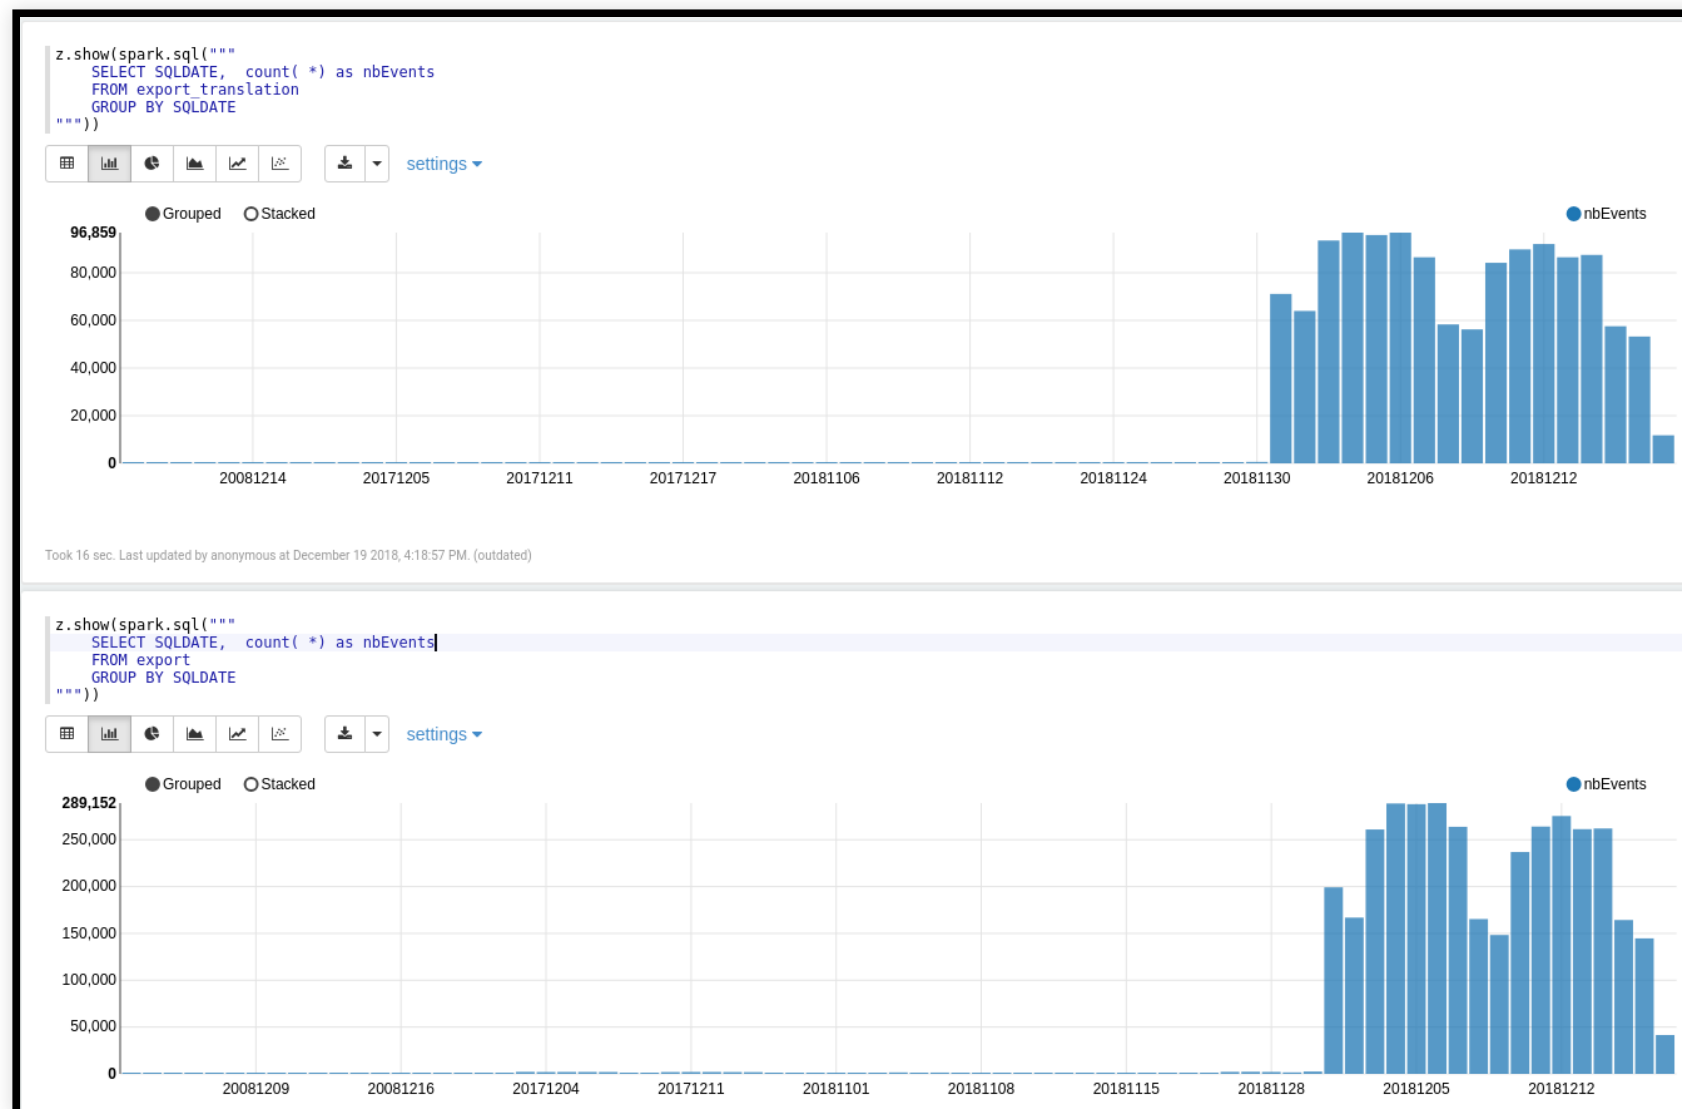 z.show(spark.sql("""
SELECT SQLDATE,  count( *) as nbEvents
FROM export_translation
GROUP BY SQLDATE
"""))
settings
Grouped Stacked nbEvents
96,859
80,000
60,000
40,000
20,000
0
20081214 20171205 20171211 20171217 20181106 20181112 20181124 20181130 20181206 20181212
Took 16 sec. Last updated by anonymous at December 19 2018, 4:18:57 PM. (outdated)
z.show(spark.sql("""
SELECT SQLDATE,  count( *) as nbEvents
FROM export
GROUP BY SQLDATE
"""))
settings
Grouped Stacked nbEvents
289,152
250,000
200,000
150,000
100,000
50,000
0
20081209 20081216 20171204 20171211 20181101 20181108 20181115 20181128 20181205 20181212